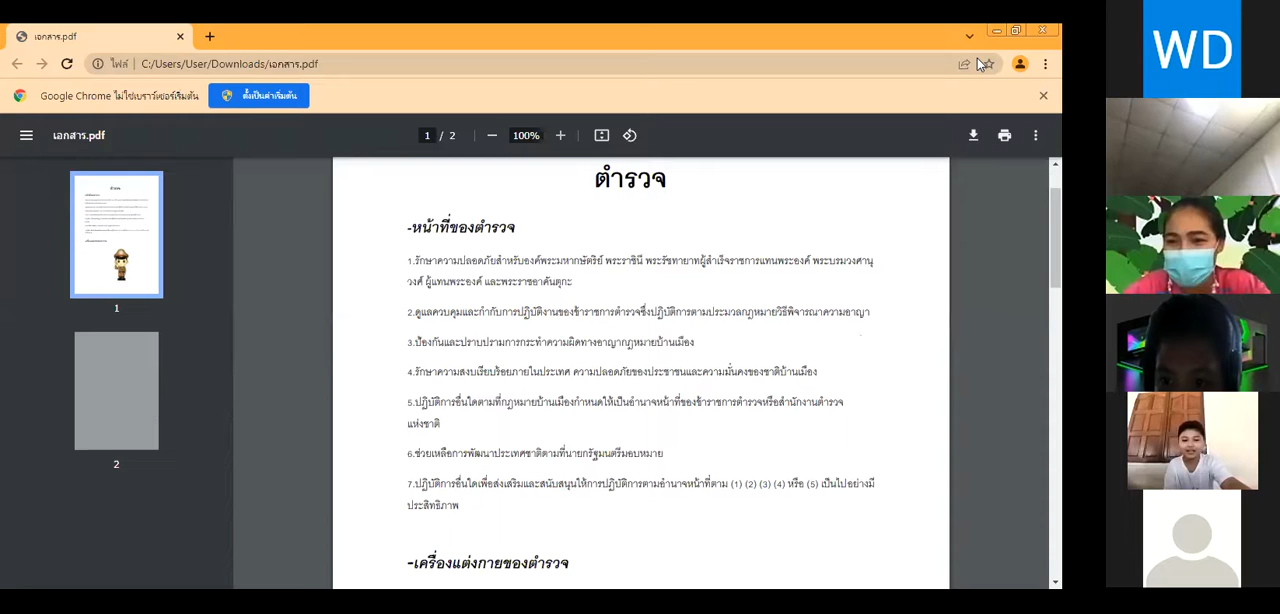 เอกสาร.pdf
WD
ไฟล์ C:/Users/User/Downloads/เอกสาร.pdf
Google Chrome ไม่ใช่เบราว์เซอร์เริ่มต้น ตั้งเป็นค่าเริ่มต้น
เอกสาร.pdf 1 / 2 100%
ตำรวจ
-หน้าที่ของตำรวจ
1.รักษาความปลอดภัยสำหรับองค์พระมหากษัตริย์ พระราชินี พระรัชทายาทผู้สำเร็จราชการแทนพระองค์ พระบรมวงศานุ
วงศ์ ผู้แทนพระองค์ และพระราชอาคันตุกะ
2.ดูแลควบคุมและกำกับการปฏิบัติงานของข้าราชการตำรวจซึ่งปฏิบัติการตามประมวลกฎหมายวิธีพิจารณาความอาญา
3.ป้องกันและปราบปรามการกระทำความผิดทางอาญากฎหมายบ้านเมือง
4.รักษาความสงบเรียบร้อยภายในประเทศ ความปลอดภัยของประชาชนและความมั่นคงของชาติบ้านเมือง
5.ปฏิบัติการอื่นใดตามที่กฎหมายบ้านเมืองกำหนดให้เป็นอำนาจหน้าที่ของข้าราชการตำรวจหรือสำนักงานตำรวจ
แห่งชาติ
6.ช่วยเหลือการพัฒนาประเทศชาติตามที่นายกรัฐมนตรีมอบหมาย
7.ปฏิบัติการอื่นใดเพื่อส่งเสริมและสนับสนุนให้การปฏิบัติการตามอำนาจหน้าที่ตาม (1) (2) (3) (4) หรือ (5) เป็นไปอย่างมี
ประสิทธิภาพ
-เครื่องแต่งกายของตำรวจ
1
2